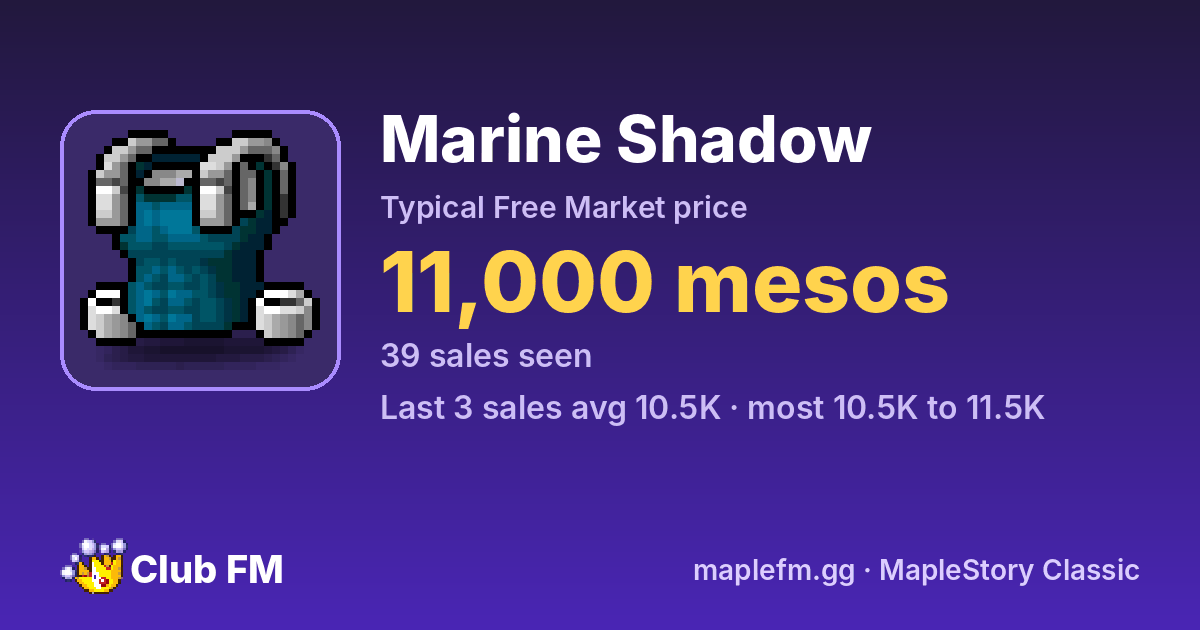 Marine Shadow
Typical Free Market price
11,000 mesos
39 sales seen
Last 3 sales avg 10.5K · most 10.5K to 11.5K
Club FM
maplefm.gg · MapleStory Classic